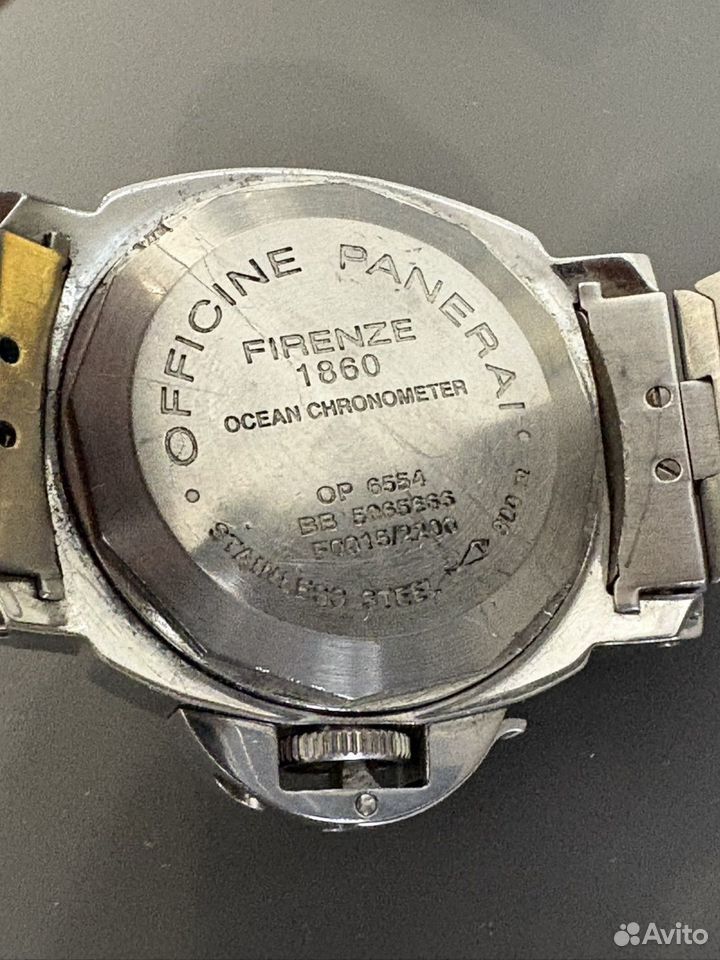 OFFICINE PANERAI
FIRENZE
1860
OCEAN CHRONOMETER
OP 6554
BB
STAINLESS STEEL
Avito